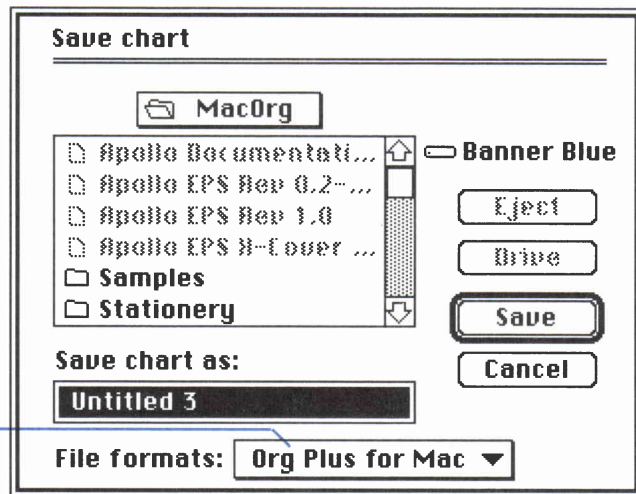 Save chart
MacOrg
Apollo Documentati...
Apollo EPS Rev 0.2-...
Apollo EPS Rev 1.0
Apollo EPS X-Cover ...
Samples
Stationery
Banner Blue
Eject
Drive
Save
Cancel
Save chart as:
Untitled 3
File formats: Org Plus for Mac